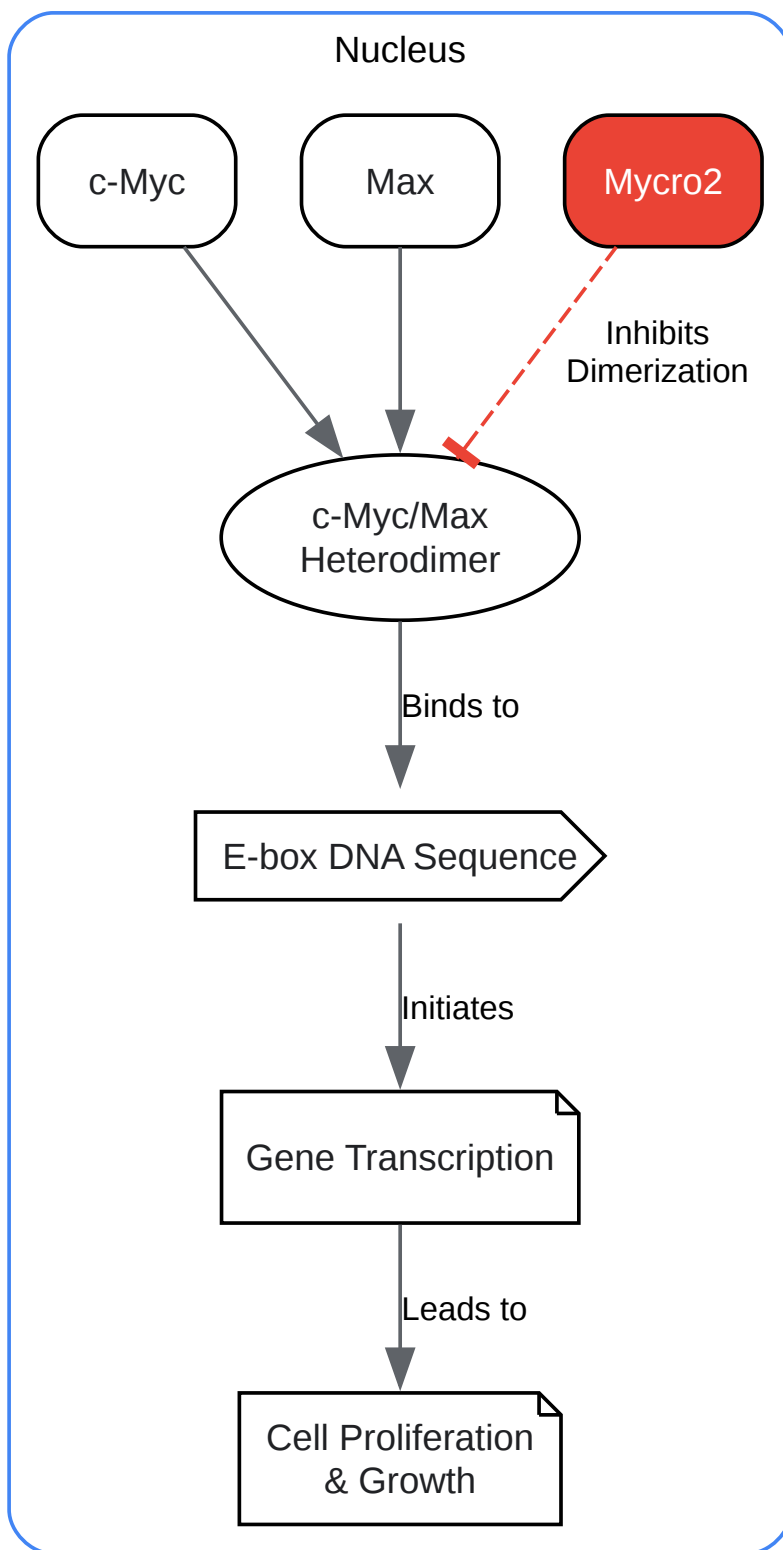 Nucleus
c-Myc
Max
Mycro2
Inhibits
Dimerization
c-Myc/Max
Heterodimer
Binds to
E-box DNA Sequence
Initiates
Gene Transcription
Leads to
Cell Proliferation
& Growth